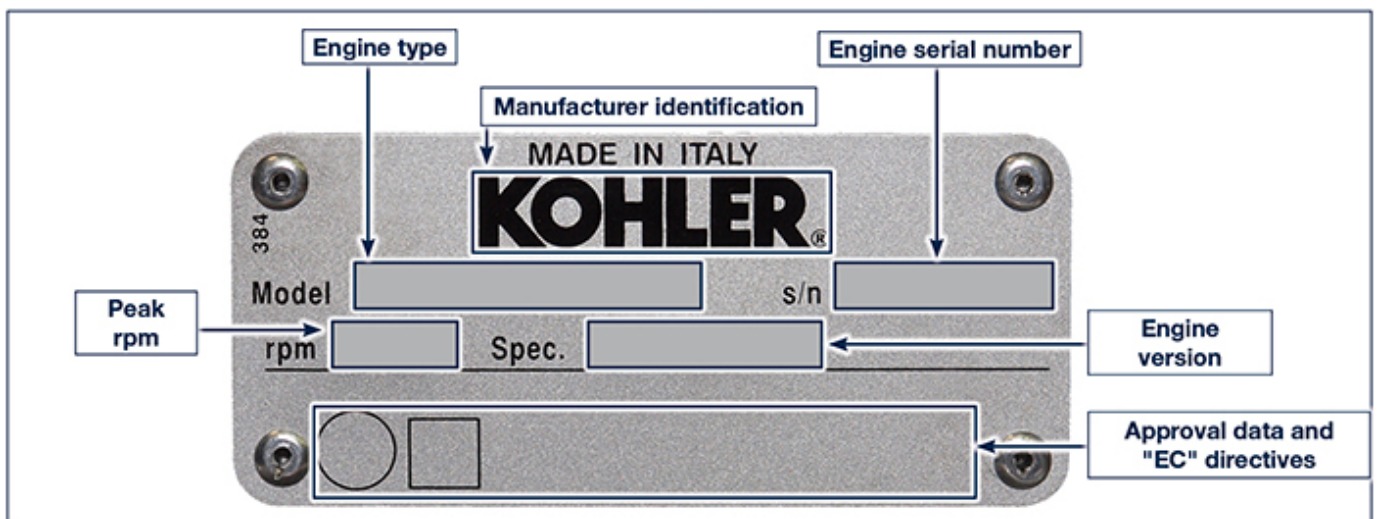 Engine type
Engine serial number
Manufacturer identification
MADE IN ITALY
KOHLER®
384
Model
s/n
Peak
rpm
rpm
Spec.
Engine
version
Approval data and
"EC" directives